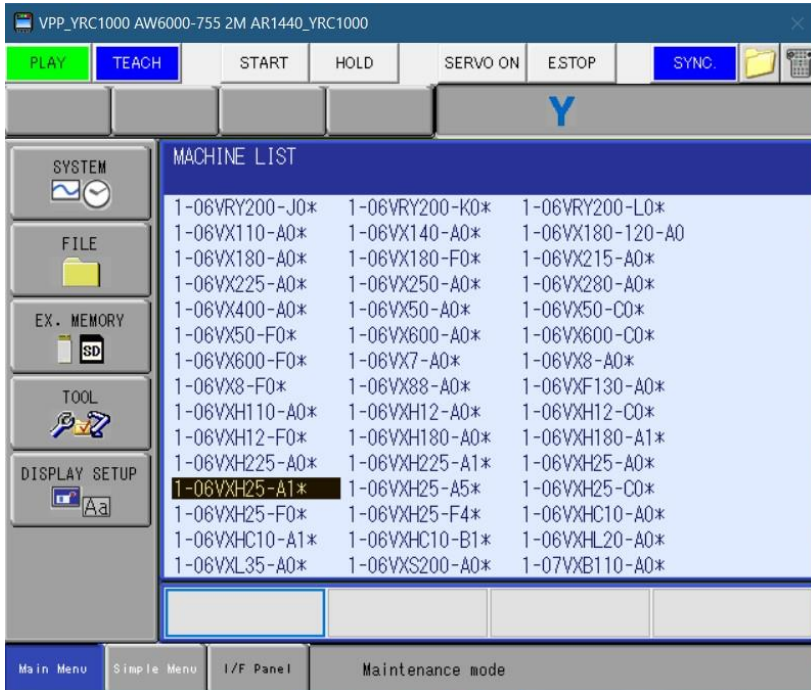 VPP_YRC1000 AW6000-755 2M AR1440_YRC1000
PLAY TEACH START HOLD SERVO ON E.STOP SYNC.
Y
SYSTEM
FILE
EX. MEMORY
SD
TOOL
DISPLAY SETUP
Aa
MACHINE LIST
1-06VRY200-J0* 1-06VRY200-K0* 1-06VRY200-L0*
1-06VX110-A0* 1-06VX140-A0* 1-06VX180-120-A0
1-06VX180-A0* 1-06VX180-F0* 1-06VX215-A0*
1-06VX225-A0* 1-06VX250-A0* 1-06VX280-A0*
1-06VX400-A0* 1-06VX50-A0* 1-06VX50-C0*
1-06VX50-F0* 1-06VX600-A0* 1-06VX600-C0*
1-06VX600-F0* 1-06VX7-A0* 1-06VX8-A0*
1-06VX8-F0* 1-06VX88-A0* 1-06VXF130-A0*
1-06VXH110-A0* 1-06VXH12-A0* 1-06VXH12-C0*
1-06VXH12-F0* 1-06VXH180-A0* 1-06VXH180-A1*
1-06VXH225-A0* 1-06VXH225-A1* 1-06VXH25-A0*
1-06VXH25-A1* 1-06VXH25-A5* 1-06VXH25-C0*
1-06VXH25-F0* 1-06VXH25-F4* 1-06VXHC10-A0*
1-06VXHC10-A1* 1-06VXHC10-B1* 1-06VXHL20-A0*
1-06VXL35-A0* 1-06VXS200-A0* 1-07VXB110-A0*
Main Menu Simple Menu I/F Panel Maintenance mode